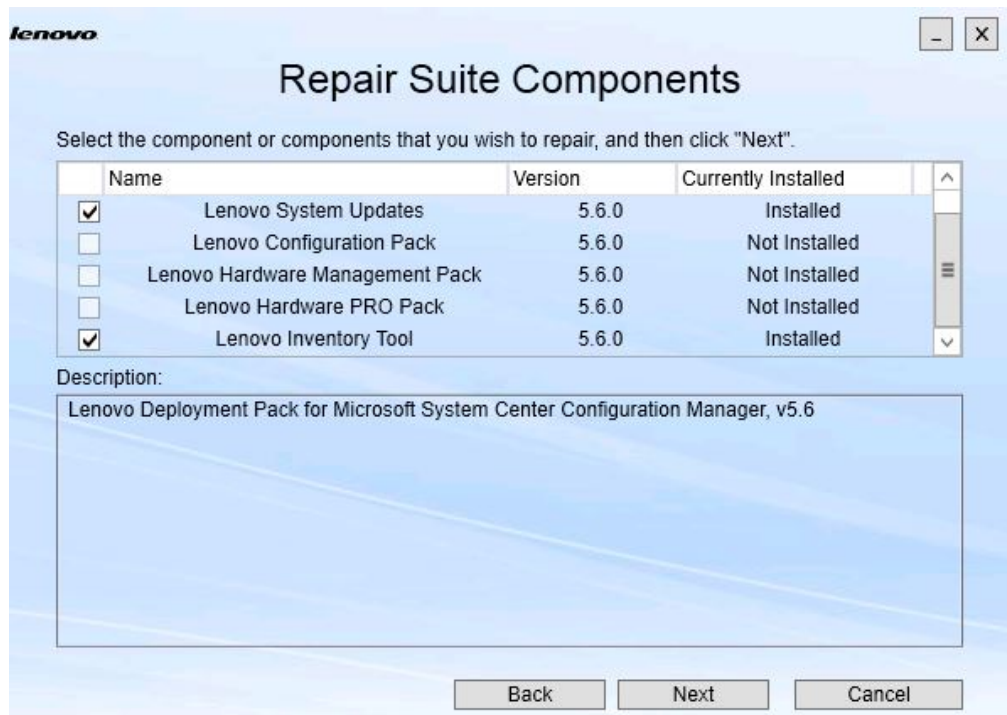 lenovo
Repair Suite Components
Select the component or components that you wish to repair, and then click "Next".
Name Version Currently Installed
Lenovo System Updates 5.6.0 Installed
Lenovo Configuration Pack 5.6.0 Not Installed
Lenovo Hardware Management Pack 5.6.0 Not Installed
Lenovo Hardware PRO Pack 5.6.0 Not Installed
Lenovo Inventory Tool 5.6.0 Installed
Description:
Lenovo Deployment Pack for Microsoft System Center Configuration Manager, v5.6
Back Next Cancel